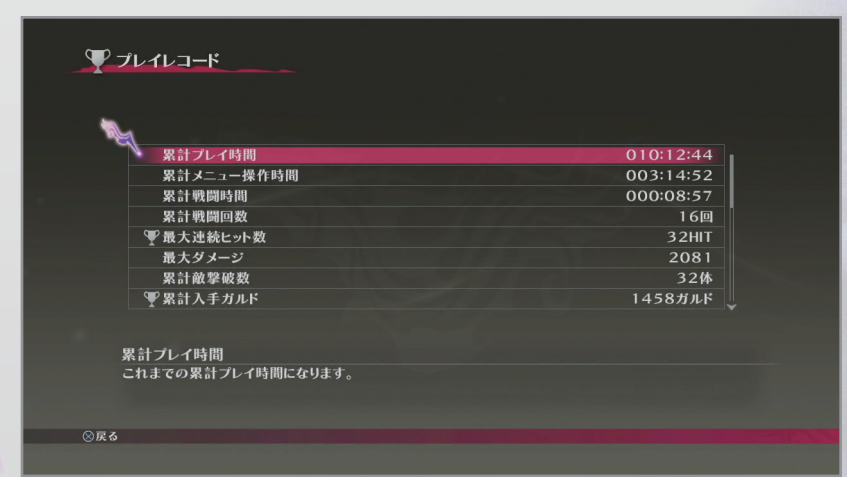 プレイレコード
累計プレイ時間 010:12:44
累計メニュー操作時間 003:14:52
累計戦闘時間 000:08:57
累計戦闘回数 16回
最大連続ヒット数 32HIT
最大ダメージ 2081
累計敵撃破数 32体
累計入手ガルド 1458ガルド
累計プレイ時間
これまでの累計プレイ時間になります。
戻る